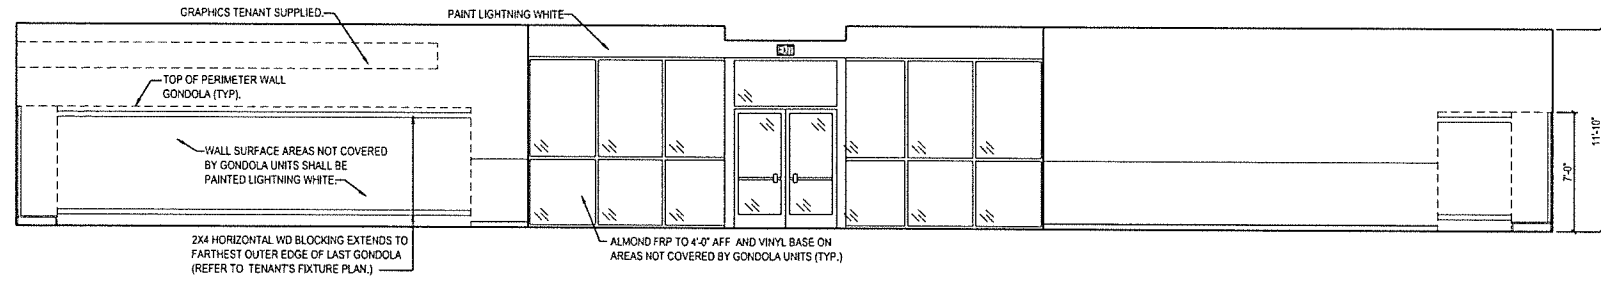 GRAPHICS TENANT SUPPLIED.
PAINT LIGHTNING WHITE
EXIT
TOP OF PERIMETER WALL
GONDOLA (TYP).
WALL SURFACE AREAS NOT COVERED
BY GONDOLA UNITS SHALL BE
PAINTED LIGHTNING WHITE.
11'-10"
7'-0"
2X4 HORIZONTAL WD BLOCKING EXTENDS TO
FARTHEST OUTER EDGE OF LAST GONDOLA
(REFER TO TENANT'S FIXTURE PLAN.)
ALMOND FRP TO 4'-0" AFF AND VINYL BASE ON
AREAS NOT COVERED BY GONDOLA UNITS (TYP.)